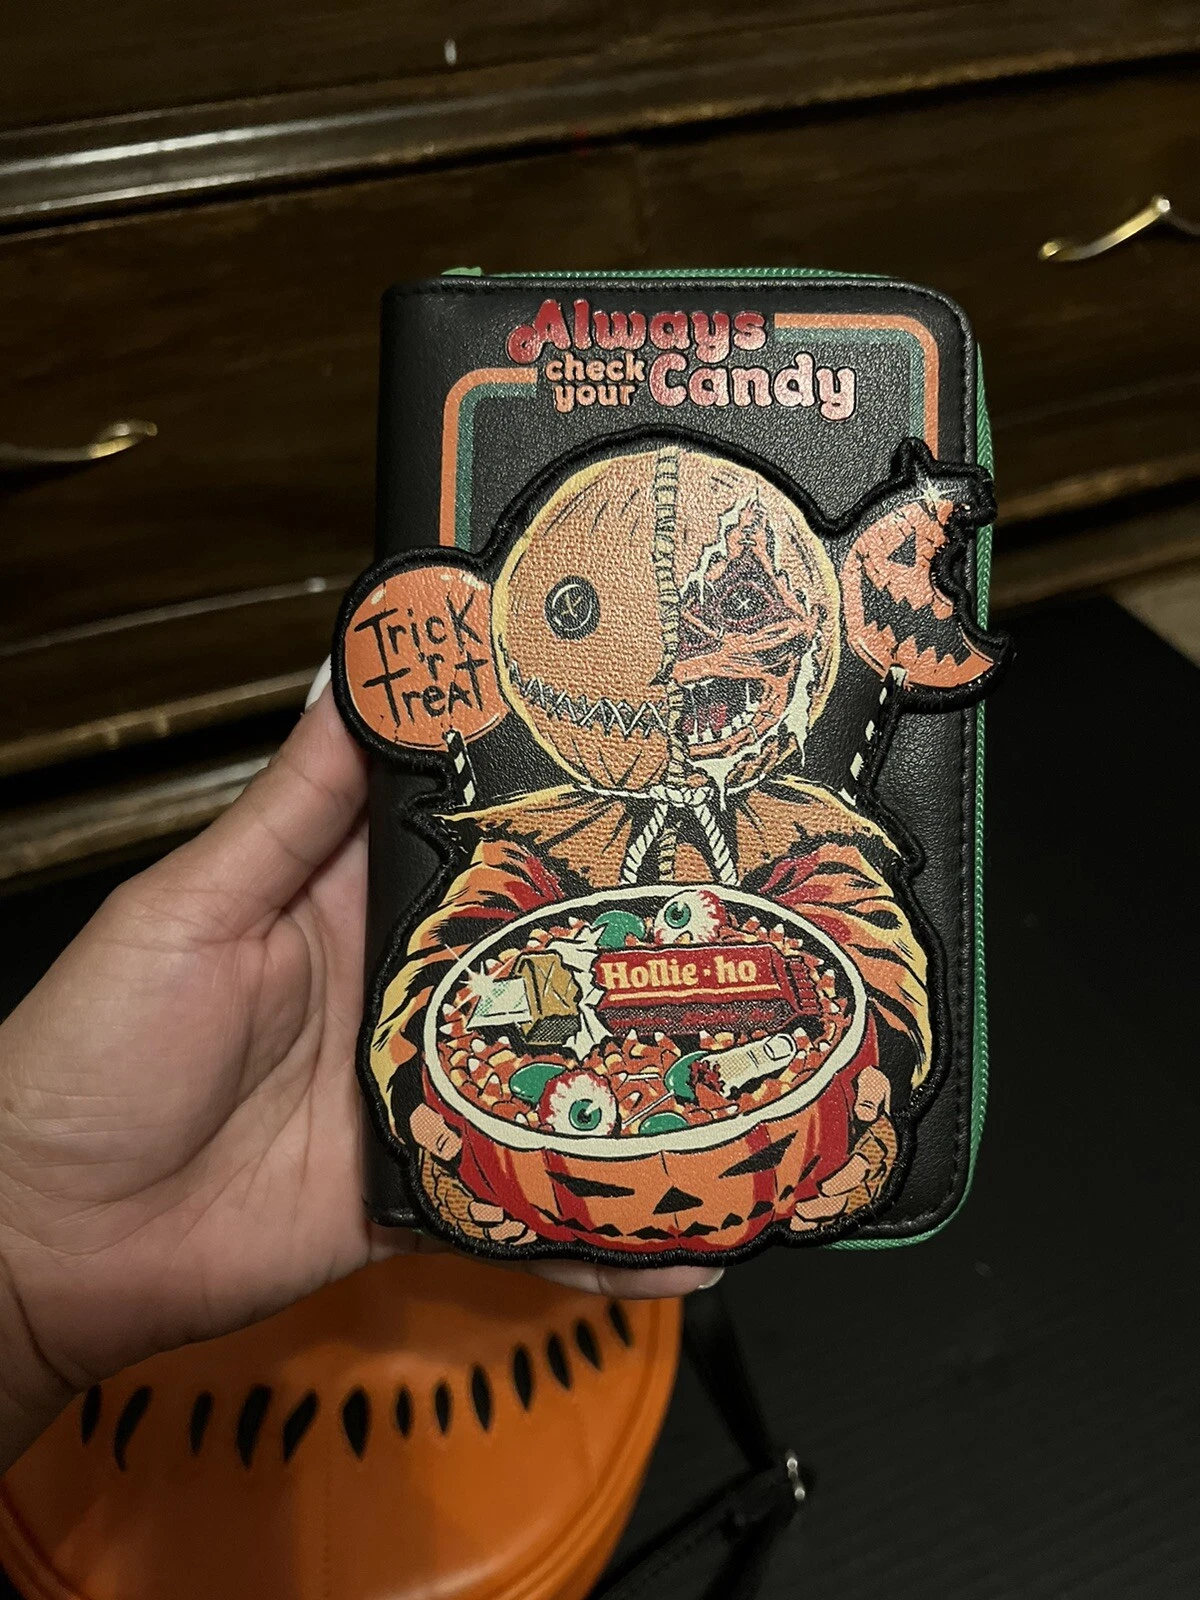 Always
check
your
Candy
Trick
'r
Treat
Hollie-ho